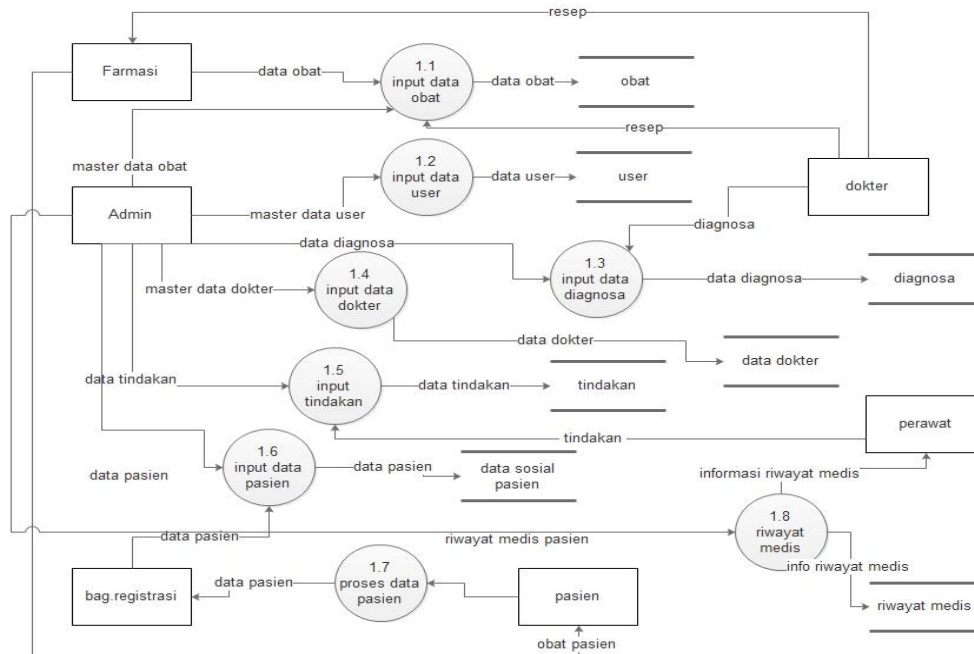 resep
Farmasi
data obat
1.1
input data
obat
data obat
obat
resep
master data obat
1.2
input data
user
data user
user
dokter
Admin
master data user
diagnosa
data diagnosa
1.3
input data
diagnosa
data diagnosa
diagnosa
1.4
input data
dokter
master data dokter
data dokter
data dokter
data tindakan
1.5
input
tindakan
data tindakan
tindakan
perawat
tindakan
1.6
input data
pasien
data pasien
data pasien
data sosial
pasien
informasi riwayat medis
1.8
riwayat
medis
data pasien
riwayat medis pasien
info riwayat medis
bag.registrasi
data pasien
1.7
proses data
pasien
pasien
riwayat medis
obat pasien